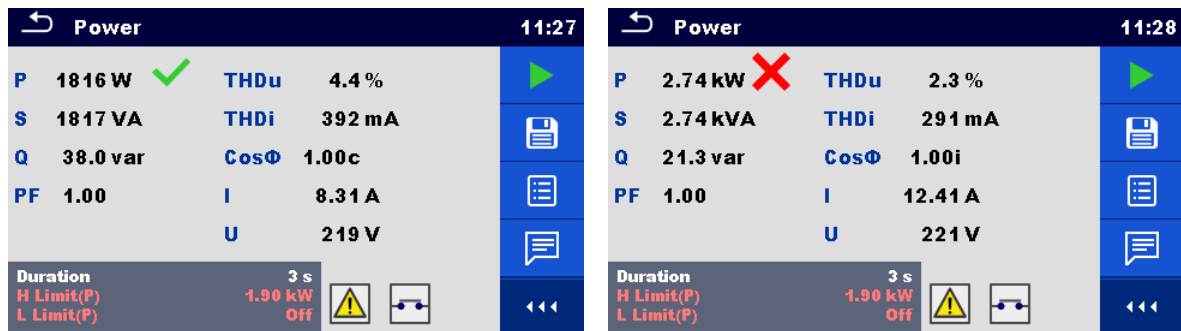 Power 11:27
P 1816 W THDu 4.4 %
S 1817 VA THDi 392 mA
Q 38.0 var CosΦ 1.00c
PF 1.00 I 8.31 A
U 219 V
Duration 3 s
H Limit(P) 1.90 kW
L Limit(P) Off
Power 11:28
P 2.74 kW THDu 2.3 %
S 2.74 kVA THDi 291 mA
Q 21.3 var CosΦ 1.00i
PF 1.00 I 12.41 A
U 221 V
Duration 3 s
H Limit(P) 1.90 kW
L Limit(P) Off